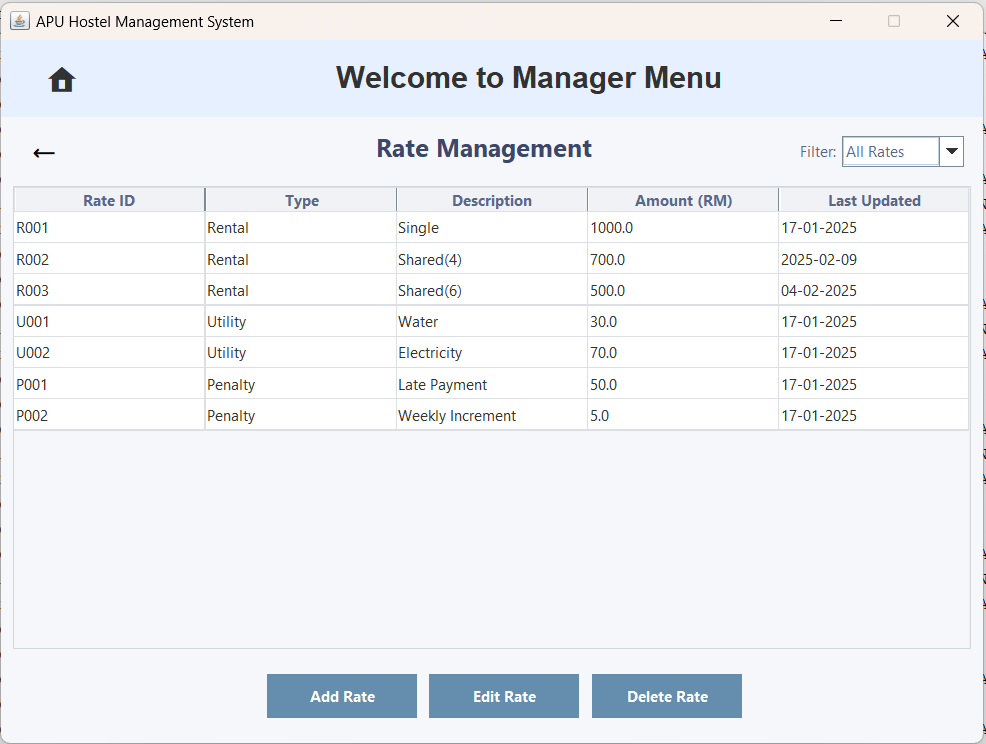 APU Hostel Management System
Welcome to Manager Menu
Rate Management
Filter: All Rates
Rate ID Type Description Amount (RM) Last Updated
R001 Rental Single 1000.0 17-01-2025
R002 Rental Shared(4) 700.0 2025-02-09
R003 Rental Shared(6) 500.0 04-02-2025
U001 Utility Water 30.0 17-01-2025
U002 Utility Electricity 70.0 17-01-2025
P001 Penalty Late Payment 50.0 17-01-2025
P002 Penalty Weekly Increment 5.0 17-01-2025
Add Rate Edit Rate Delete Rate